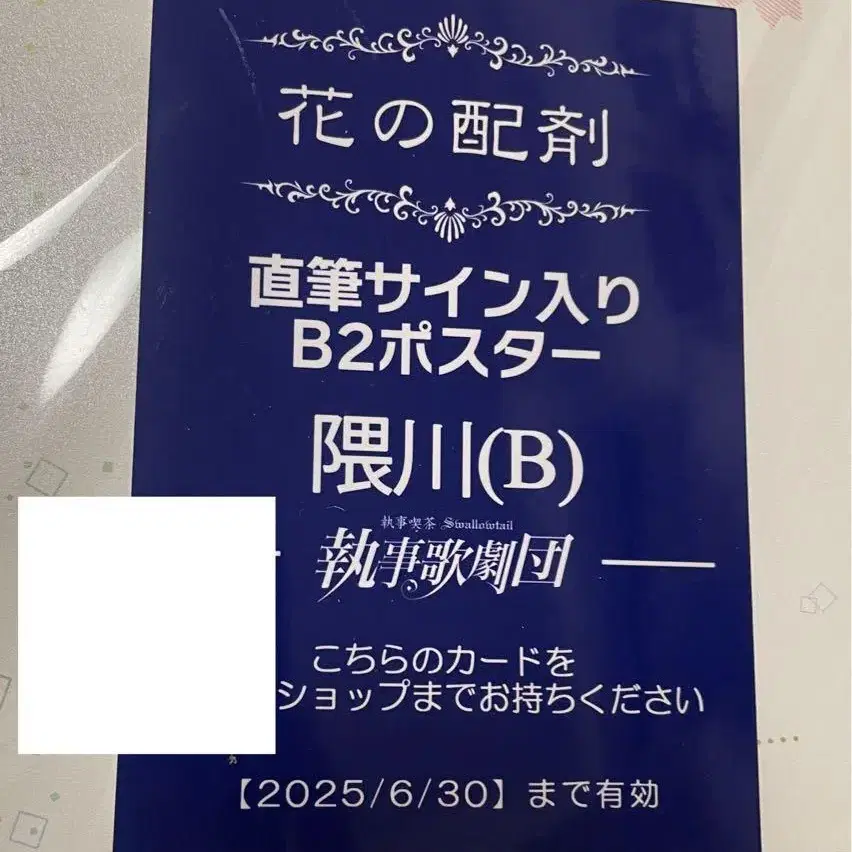 花の配剤
直筆サイン入り
B2ポスター
隈川(B)
執事喫茶 Swallowtail
執事歌劇団
こちらのカードを
ショップまでお持ちください
【2025/6/30】まで有効